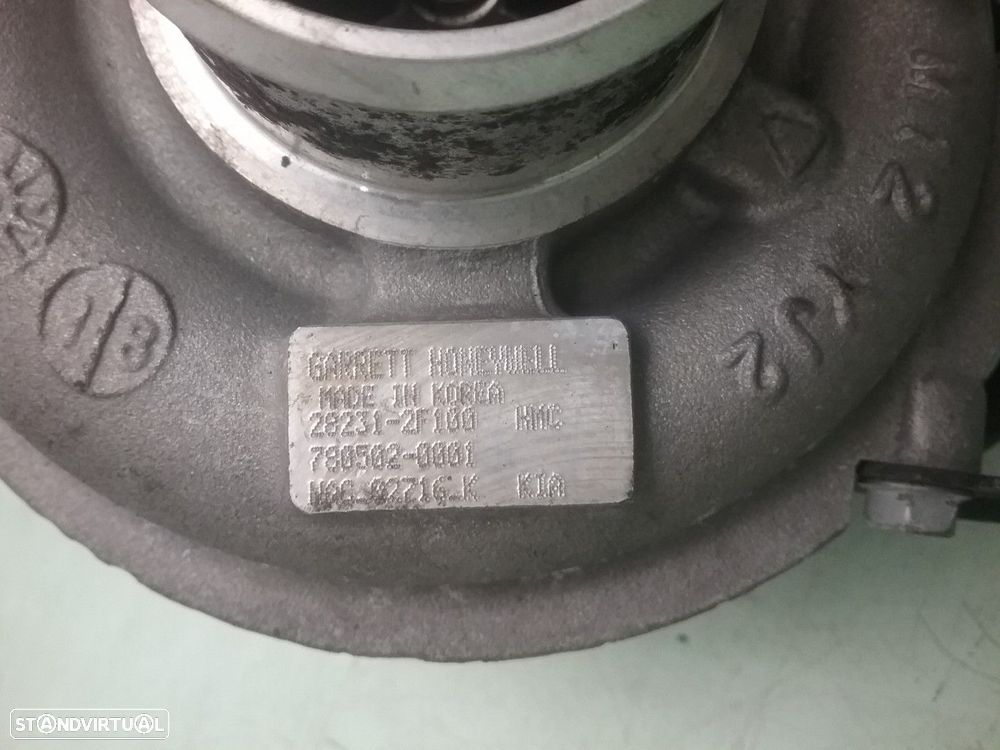 GARRETT HONEYWELL
MADE IN KOREA
28231-2F100 HMC
780502-0001
KIA
STANDVIRTUAL